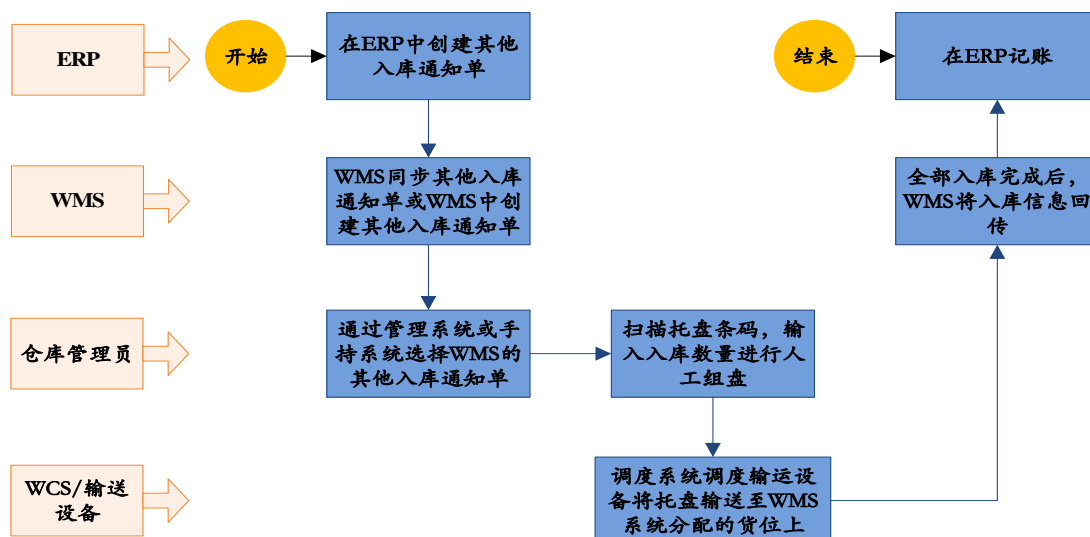 ERP
开始
在ERP中创建其他
入库通知单
结束
在ERP记账
WMS
WMS同步其他入库
通知单或WMS中创
建其他入库通知单
全部入库完成后，
WMS将入库信息回
传
仓库管理员
通过管理系统或手
持系统选择WMS的
其他入库通知单
扫描托盘条码，输
入入库数量进行人
工组盘
WCS/输送
设备
调度系统调度输运设
备将托盘输送至WMS
系统分配的货位上